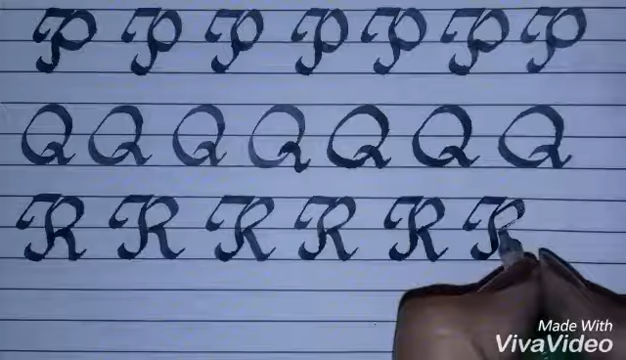 P P P P P P P
Q Q Q Q Q Q Q
R R R R R R
Made With
VivaVideo